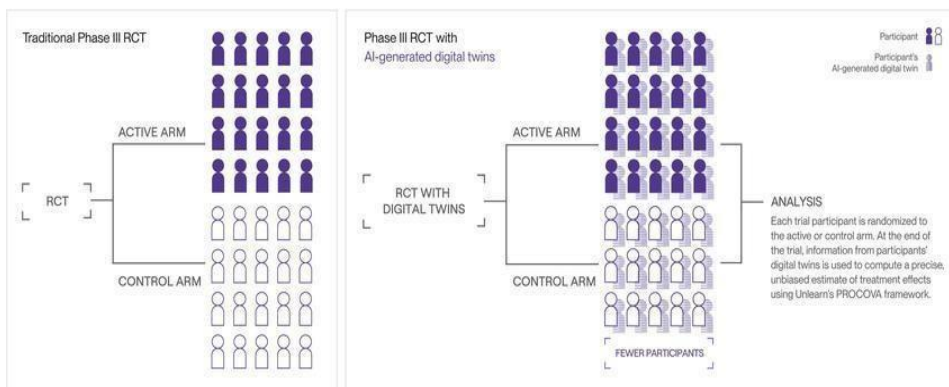 Traditional Phase III RCT
ACTIVE ARM
RCT
CONTROL ARM
Phase III RCT with
AI-generated digital twins
Participant
Participant's
AI-generated digital twin
ACTIVE ARM
RCT WITH
DIGITAL TWINS
CONTROL ARM
FEWER PARTICIPANTS
ANALYSIS
Each trial participant is randomized to
the active or control arm. At the end of
the trial, information from participants'
digital twins is used to compute a precise,
unbiased estimate of treatment effects
using Unlearn's PROCOVA framework.